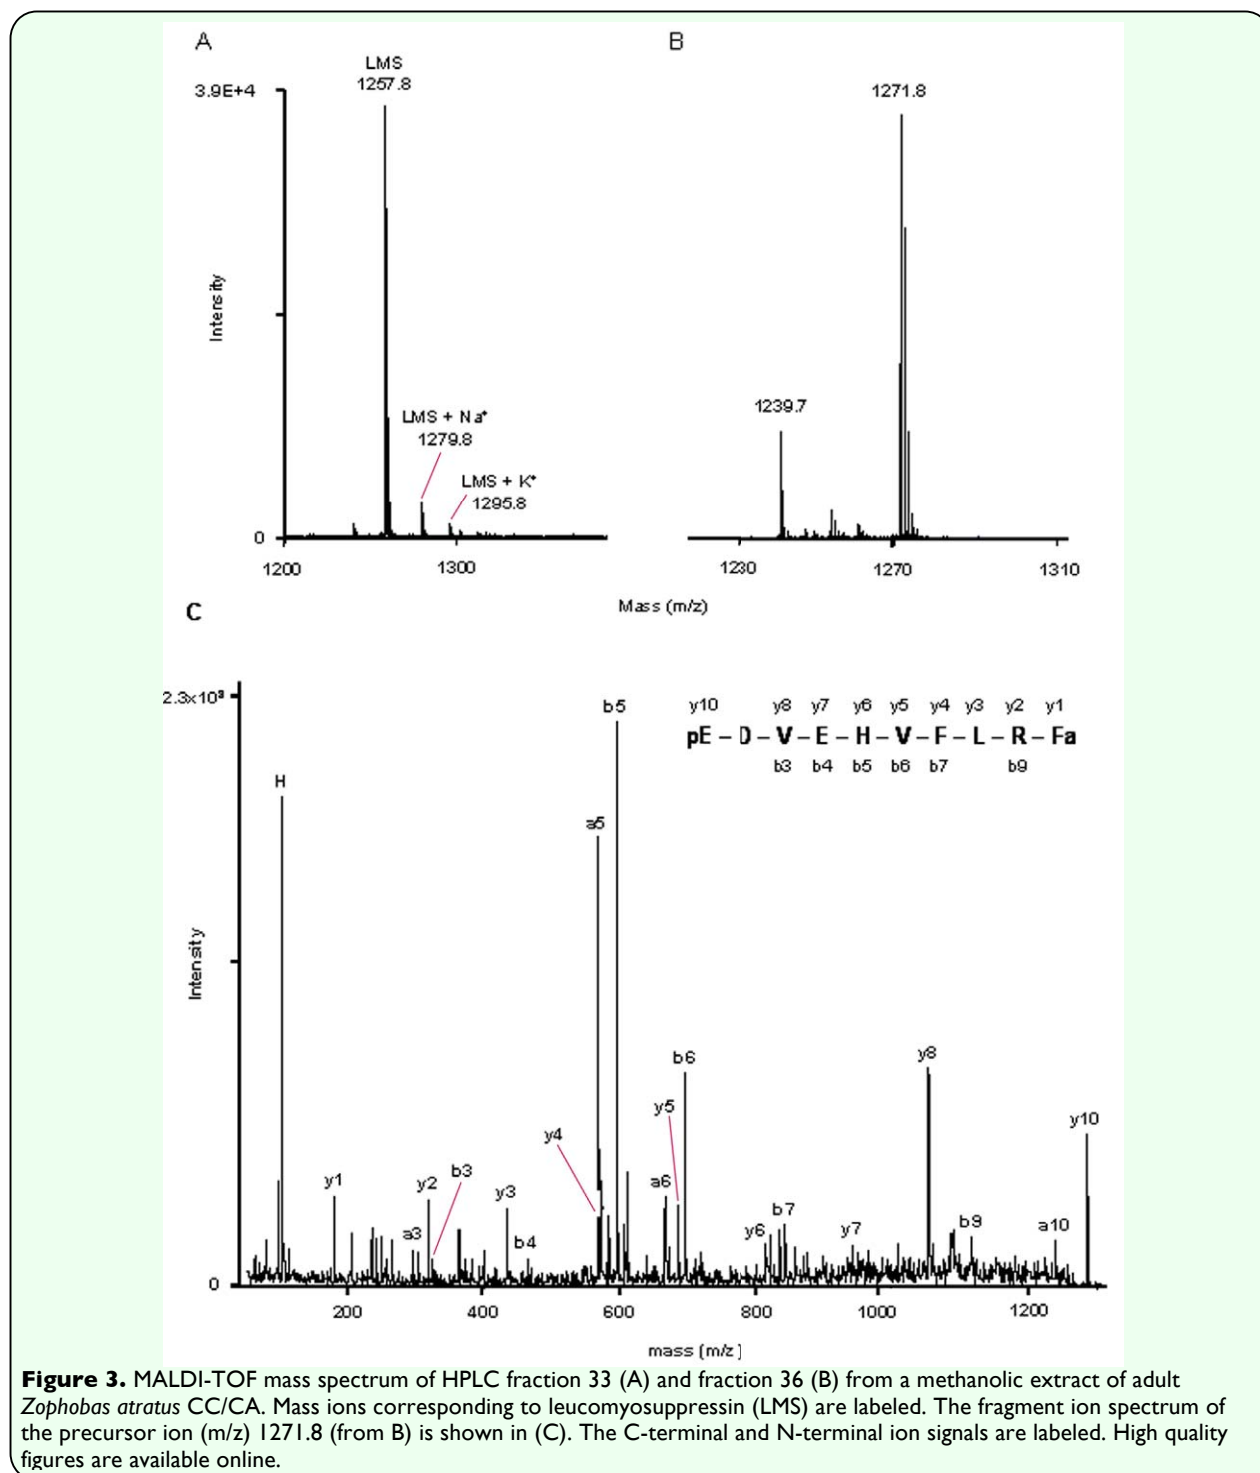 A
B
LMS
1257.8
3.9E+4
1271.8
Intensity
1239.7
LMS + Na⁺
1279.8
LMS + K⁺
1295.8
0
1200
1300
1230
1270
1310
Mass (m/z)
C
2.3x10³
b5
y10 y8 y7 y6 y5 y4 y3 y2 y1
pE – D – V – E – H – V – F – L – R – Fa
b3 b4 b5 b6 b7 b9
H
a5
Intensity
b6
y8
y5
y10
y4
y1
y2
b3
a6
y3
b7
a3
b4
y6
y7
b9
a10
0
200
400
600
800
1000
1200
mass [m/z]
Figure 3. MALDI-TOF mass spectrum of HPLC fraction 33 (A) and fraction 36 (B) from a methanolic extract of adult
Zophobas atratus CC/CA. Mass ions corresponding to leucomyosuppressin (LMS) are labeled. The fragment ion spectrum of
the precursor ion (m/z) 1271.8 (from B) is shown in (C). The C-terminal and N-terminal ion signals are labeled. High quality
figures are available online.